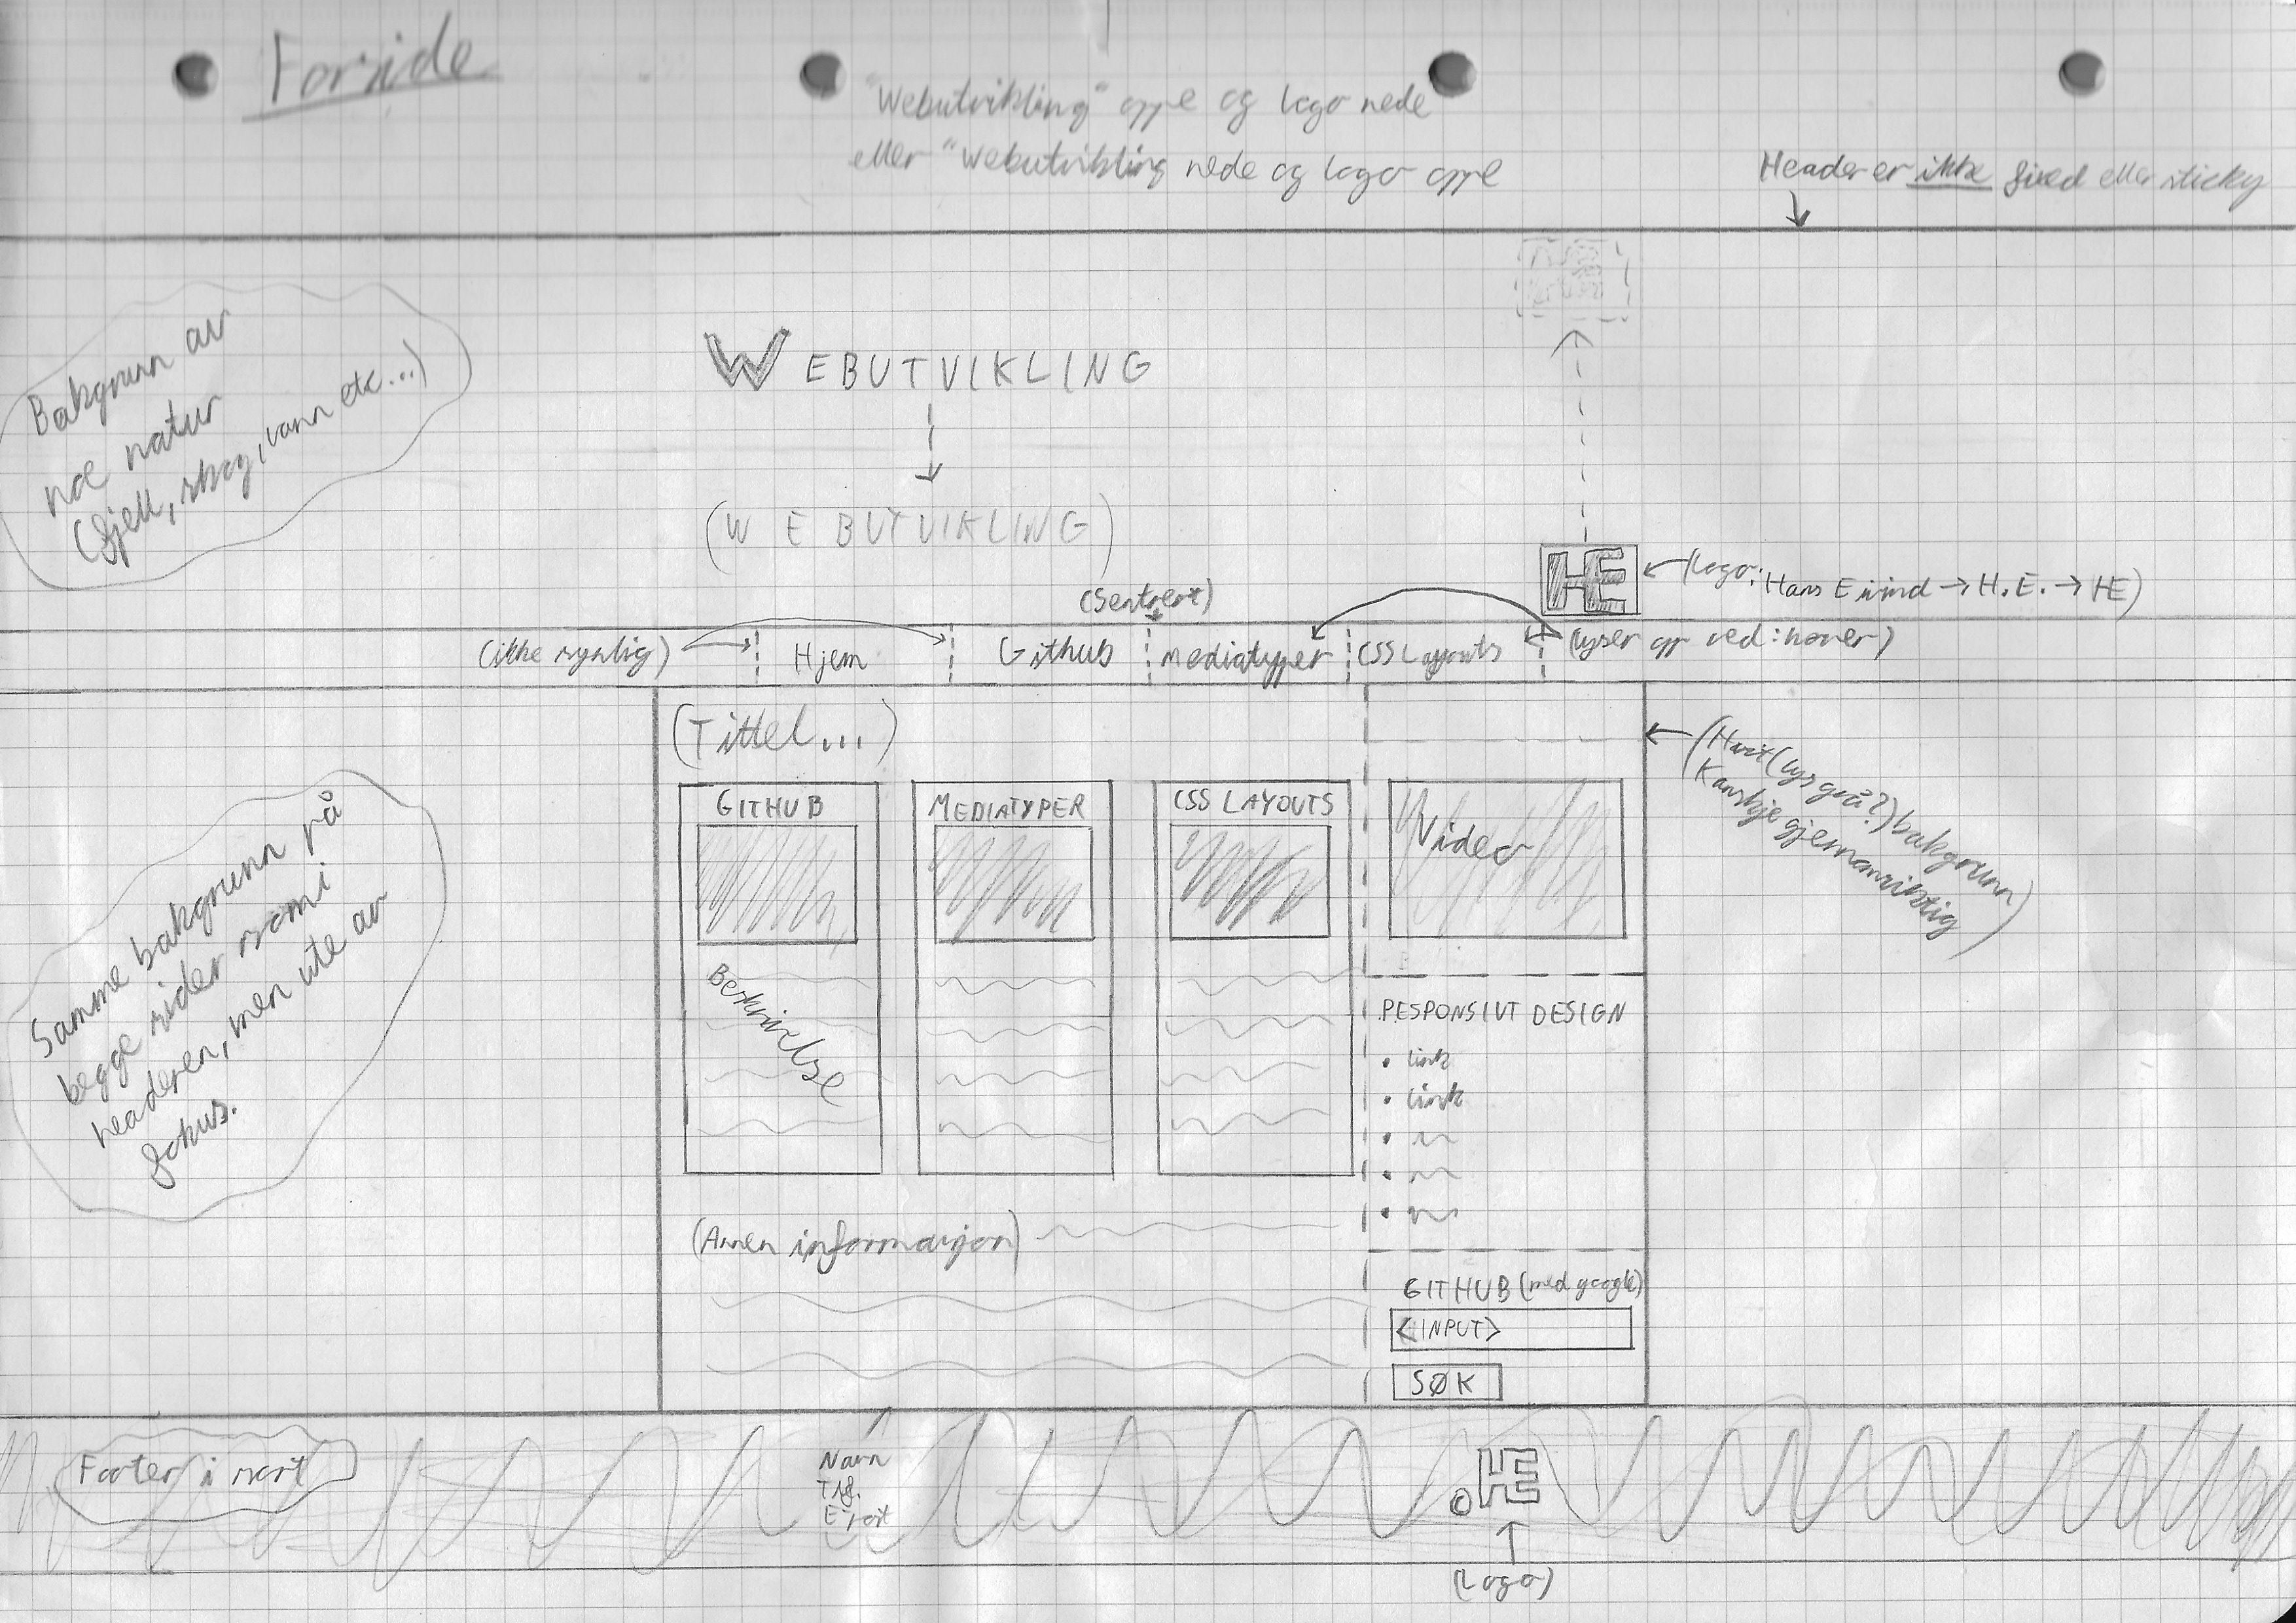 Forside
"Webutvikling" oppe og logo nede
eller "Webutvikling nede og logo oppe
Header er ikke fixed eller sticky
Bakgrunn av
noe natur
(fjell, skog, vann etc...)
WEBUTVIKLING
(WEBUTVIKLING)
HE
(Logo: Hans Eivind → H.E. → HE)
(Sentrert)
(ikke synlig)
Hjem
Github
Mediatyper
CSS Layouts
(lyser opp ved :hover)
(Tittel...)
(Hvit (lys grå?) bakgrunn)
Kanskje gjennomsiktig
GITHUB
MEDIATYPER
CSS LAYOUTS
Video
Beskrivelse
Samme bakgrunn på
begge sider som i
headeren, men ute av
fokus.
RESPONSIVT DESIGN
• link
• link
(Annen informasjon)
GITHUB (med google)
<INPUT>
SØK
Footer i sort
Navn
Tlf.
E-post
© HE
(Logo)